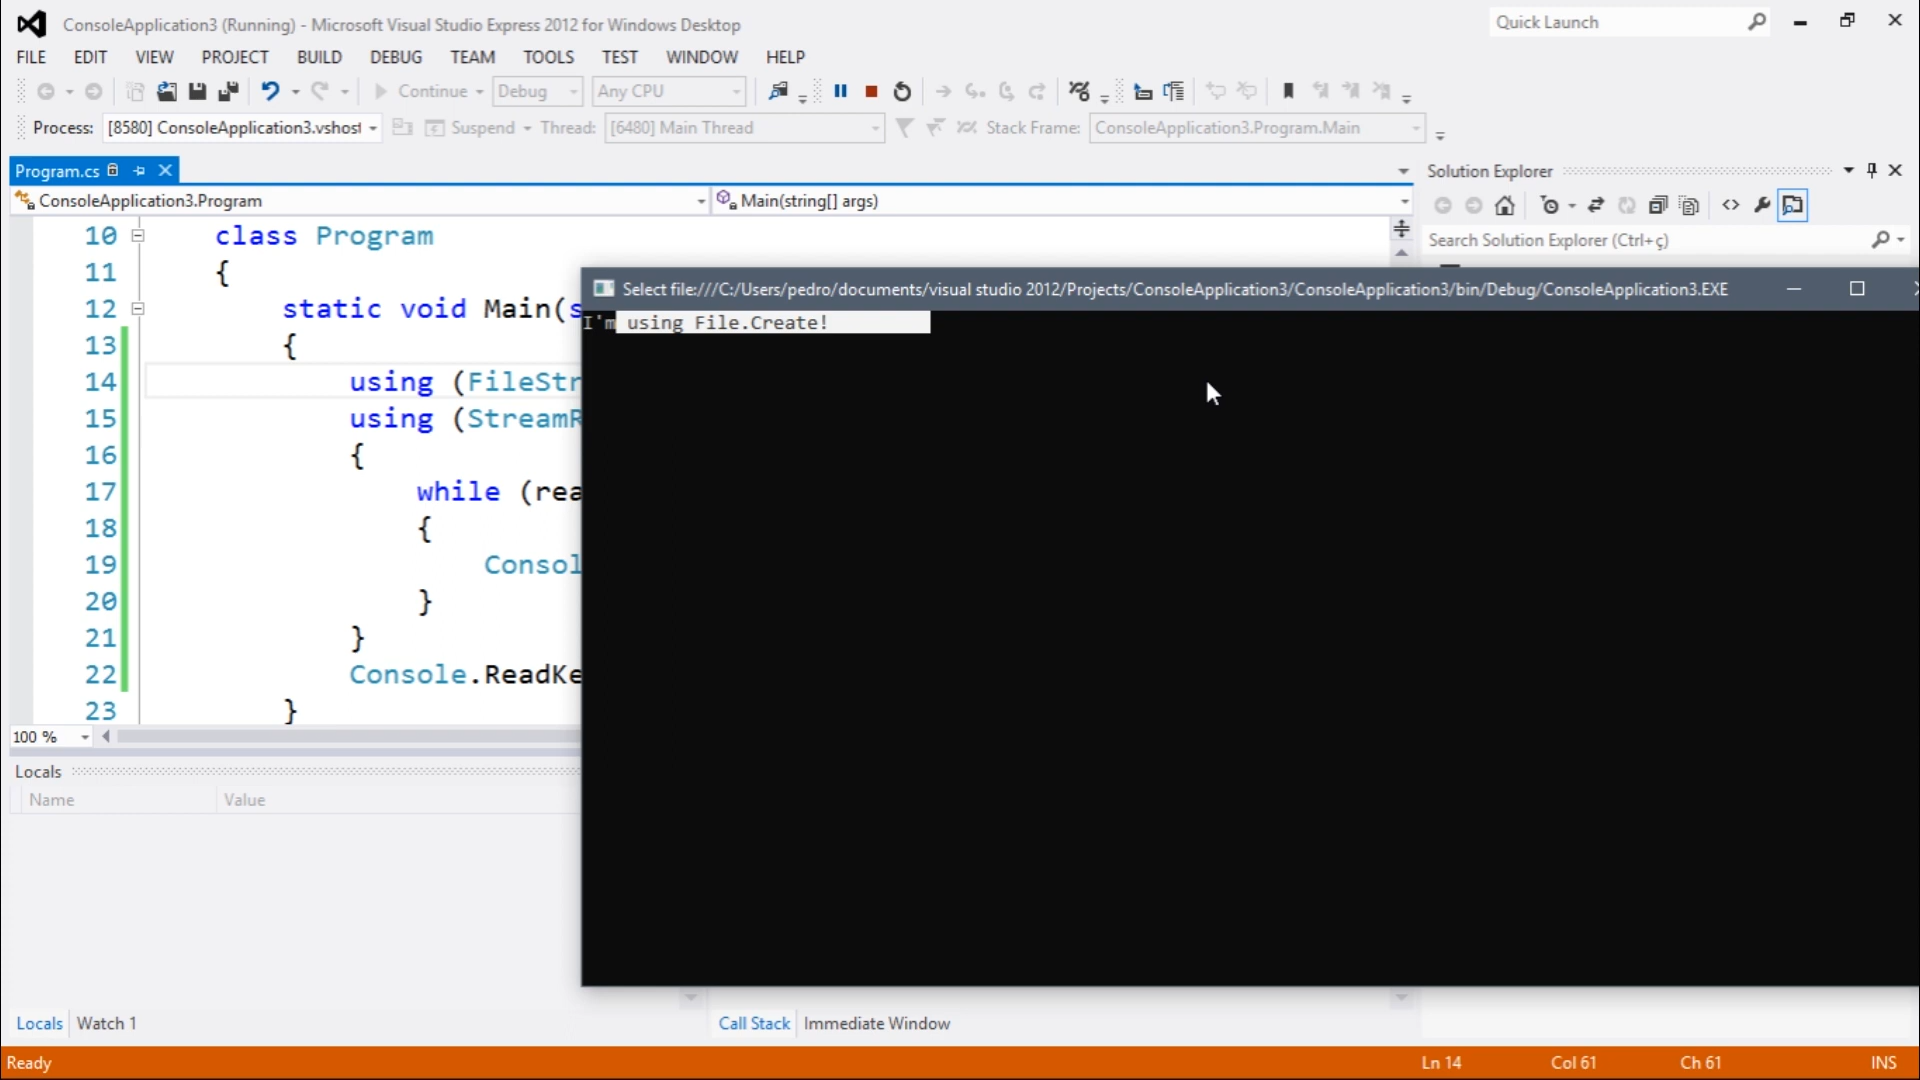 ConsoleApplication3 (Running) - Microsoft Visual Studio Express 2012 for Windows Desktop
Quick Launch
FILE EDIT VIEW PROJECT BUILD DEBUG TEAM TOOLS TEST WINDOW HELP
Continue Debug Any CPU
Process: [8580] ConsoleApplication3.vshost Suspend Thread: [6480] Main Thread Stack Frame: ConsoleApplication3.Program.Main
Program.cs
Solution Explorer
ConsoleApplication3.Program Main(string[] args)
Search Solution Explorer (Ctrl+ç)
10 class Program
11 {
12 static void Main(s
13 {
14 using (FileStr
15 using (StreamR
16 {
17 while (rea
18 {
19 Consol
20 }
21 }
22 Console.ReadKe
23 }
Select file:///C:/Users/pedro/documents/visual studio 2012/Projects/ConsoleApplication3/ConsoleApplication3/bin/Debug/ConsoleApplication3.EXE
I'm using File.Create!
100 %
Locals
Name Value
Locals Watch 1
Call Stack Immediate Window
Ready Ln 14 Col 61 Ch 61 INS